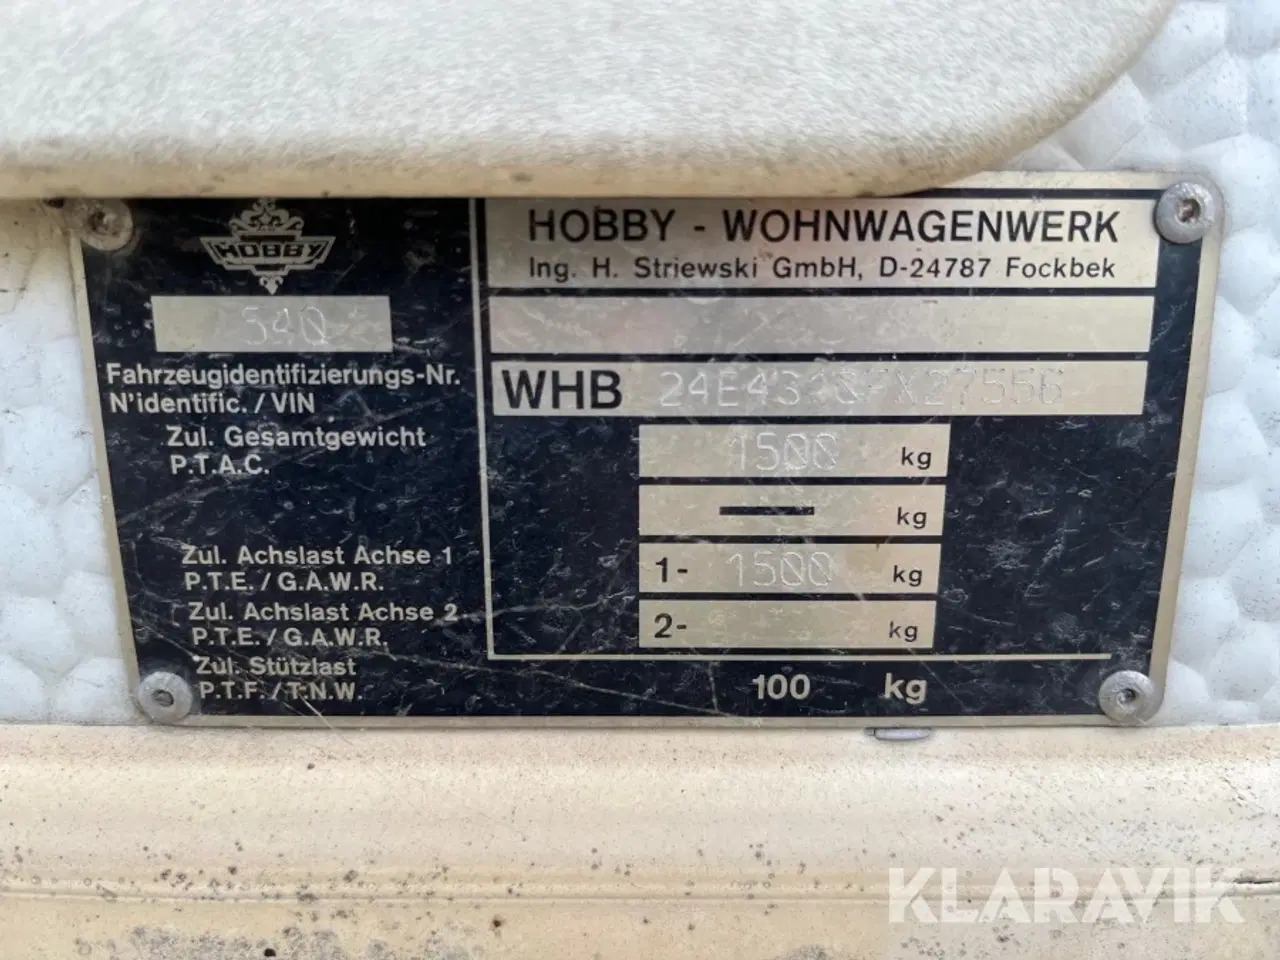 HOBBY
540
HOBBY - WOHNWAGENWERK
Ing. H. Striewski GmbH, D-24787 Fockbek
Fahrzeugidentifizierungs-Nr.
N'identific./VIN
WHB
Zul. Gesamtgewicht
P.T.A.C.
1500 kg
kg
Zul. Achslast Achse 1
P.T.E./G.A.W.R.
1- 1500 kg
Zul. Achslast Achse 2
P.T.E./G.A.W.R.
2- kg
Zul. Stützlast
P.T.F./T.N.W.
100 kg
KLARAVIK